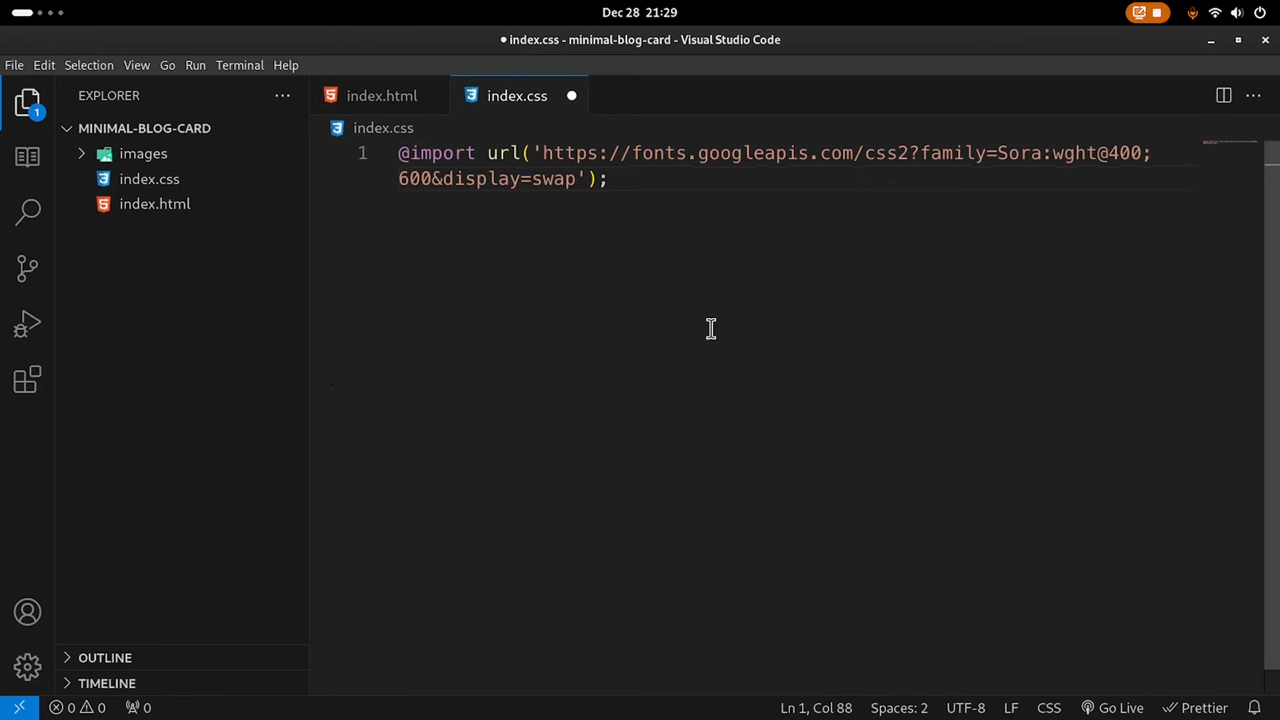 Dec 28 21:29
index.css - minimal-blog-card - Visual Studio Code
File Edit Selection View Go Run Terminal Help
EXPLORER
index.html
index.css
MINIMAL-BLOG-CARD
index.css
images
1 @import url('https://fonts.googleapis.com/css2?family=Sora:wght@400;
index.css
600&display=swap');
index.html
1
OUTLINE
TIMELINE
0 0 0 Ln 1, Col 88 Spaces: 2 UTF-8 LF CSS Go Live Prettier